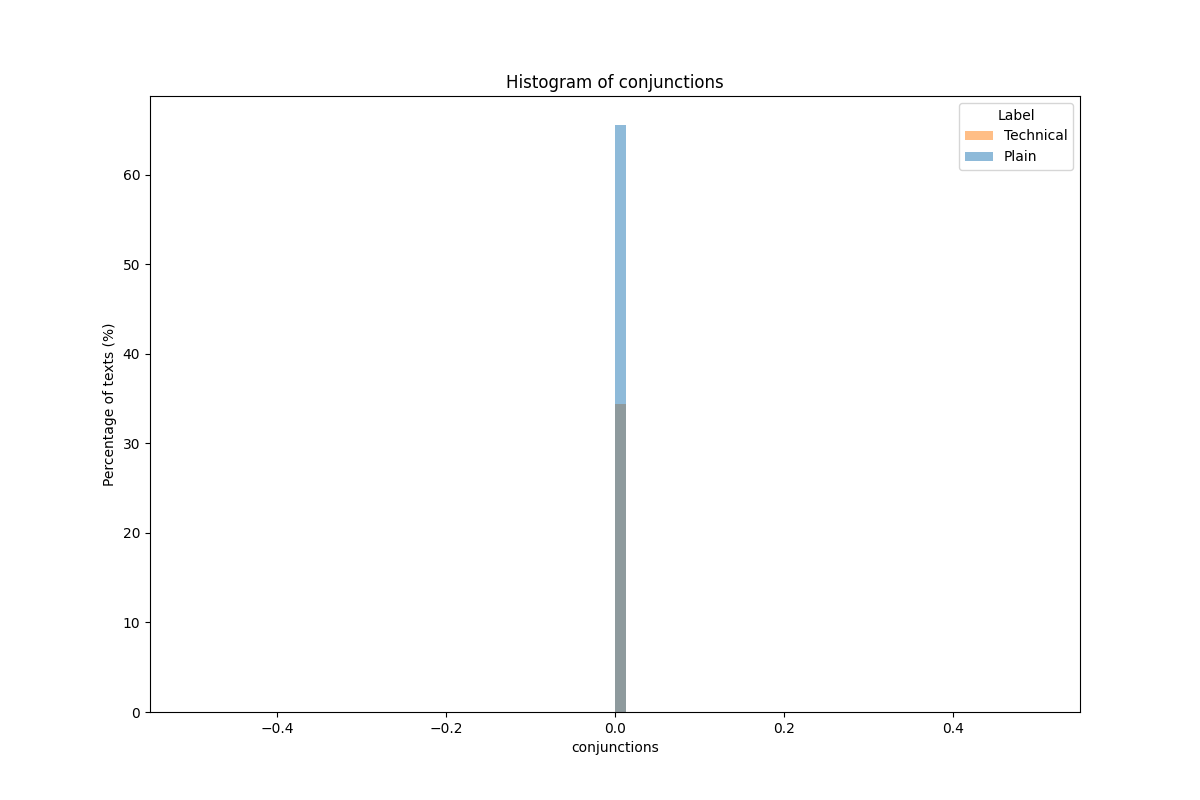 Histogram of conjunctions
Label
Technical
Plain
Percentage of texts (%)
60
50
40
30
20
10
0
−0.4 −0.2 0.0 0.2 0.4
conjunctions